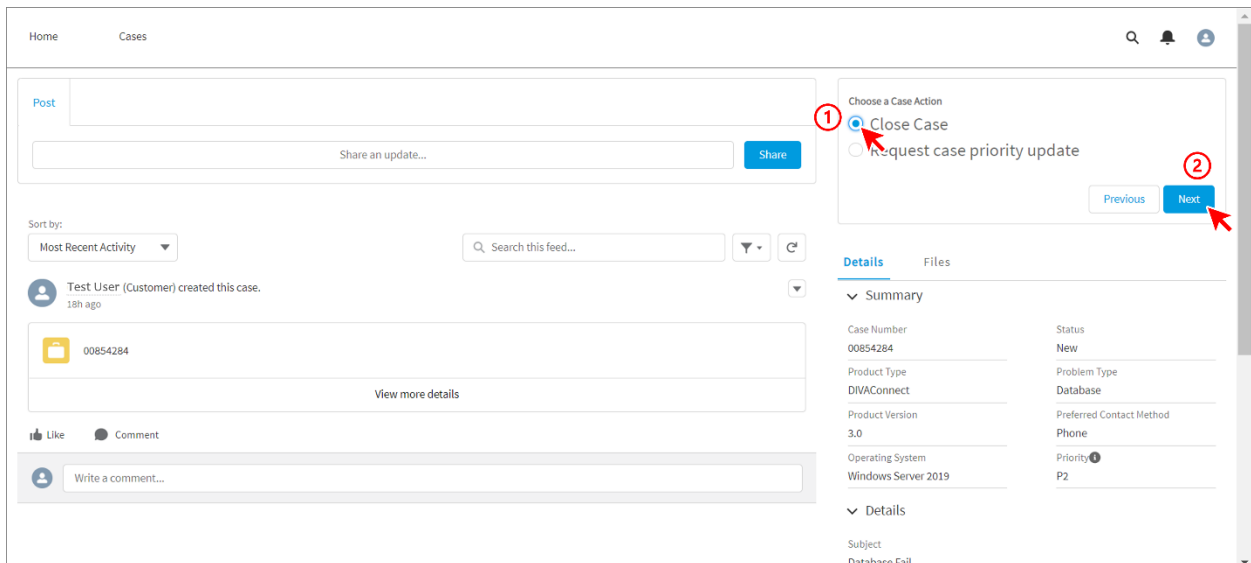 Home Cases
Post
Share an update... Share
Sort by:
Most Recent Activity Search this feed...
Test User (Customer) created this case.
18h ago
00854284
View more details
Like Comment
Write a comment...
Choose a Case Action
1 Close Case
Request case priority update
2
Previous Next
Details Files
Summary
Case Number Status
00854284 New
Product Type Problem Type
DIVAConnect Database
Product Version Preferred Contact Method
3.0 Phone
Operating System Priority
Windows Server 2019 P2
Details
Subject
Database Fail